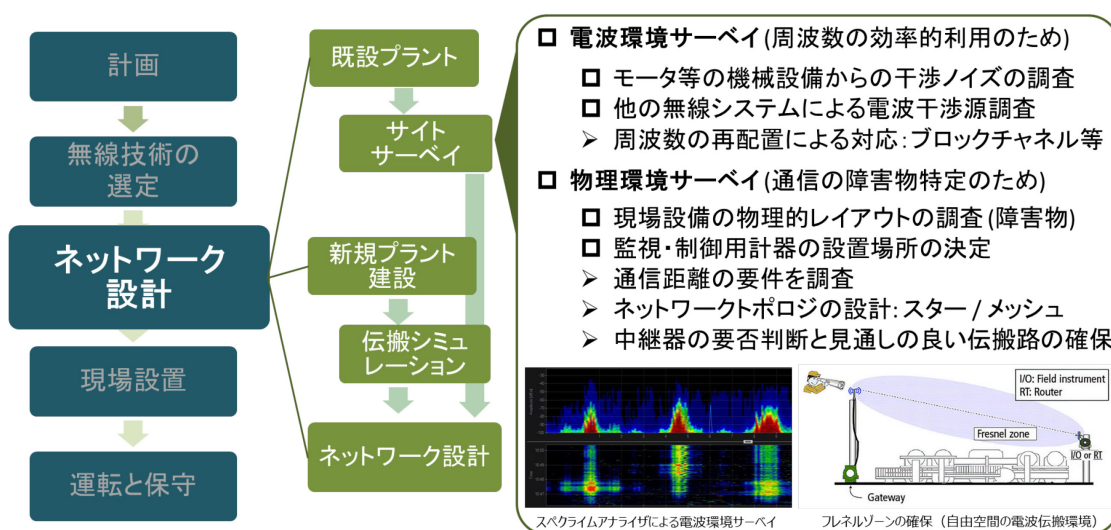 計画
無線技術の
選定
ネットワーク
設計
現場設置
運転と保守
既設プラント
サイト
サーベイ
新規プラント
建設
伝搬シミュ
レーション
ネットワーク設計
電波環境サーベイ(周波数の効率的利用のため)
モータ等の機械設備からの干渉ノイズの調査
他の無線システムによる電波干渉源調査
周波数の再配置による対応:ブロックチャネル等
物理環境サーベイ(通信の障害物特定のため)
現場設備の物理的レイアウトの調査(障害物)
監視・制御用計器の設置場所の決定
通信距離の要件を調査
ネットワークトポロジの設計:スター / メッシュ
中継器の要否判断と見通しの良い伝搬路の確保
I/O: Field instrument
RT: Router
Fresnel zone
I/O or RT
Gateway
スペクライムアナライザによる電波環境サーベイ
フレネルゾーンの確保(自由空間の電波伝搬環境)